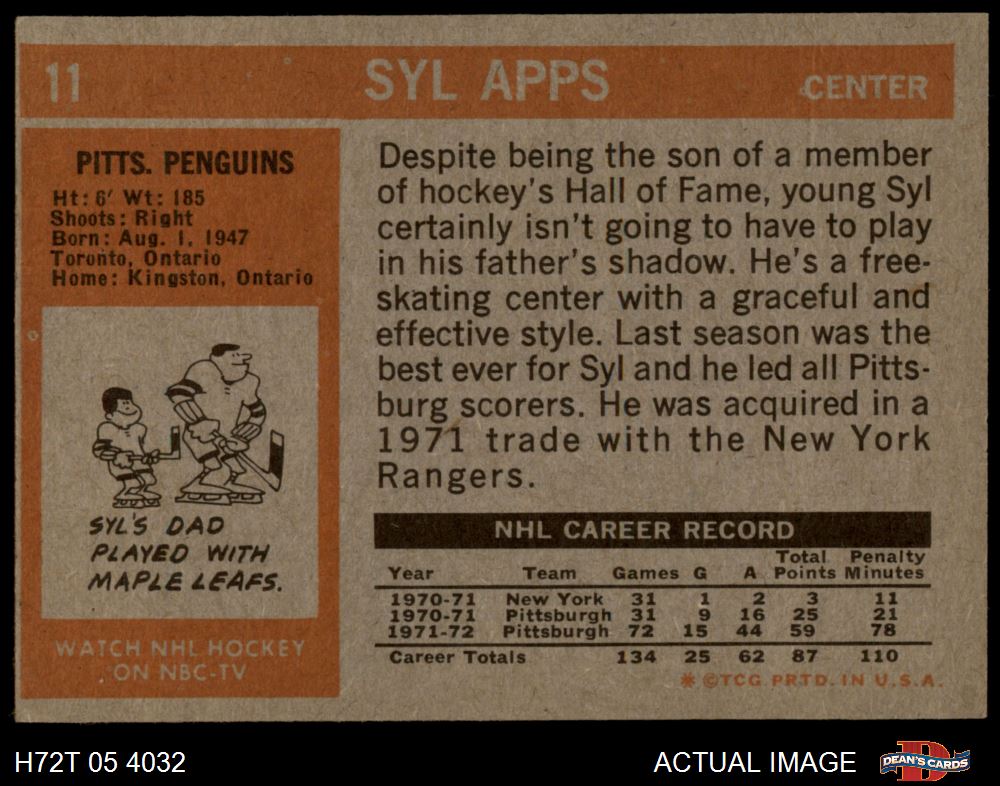 11 SYL APPS CENTER
PITTS. PENGUINS
Ht: 6' Wt: 185
Shoots: Right
Born: Aug. 1, 1947
Toronto, Ontario
Home: Kingston, Ontario
SYL'S DAD
PLAYED WITH
MAPLE LEAFS.
WATCH NHL HOCKEY
ON NBC-TV
Despite being the son of a member
of hockey's Hall of Fame, young Syl
certainly isn't going to have to play
in his father's shadow. He's a free-
skating center with a graceful and
effective style. Last season was the
best ever for Syl and he led all Pitts-
burg scorers. He was acquired in a
1971 trade with the New York
Rangers.
NHL CAREER RECORD
Year Team Games G A Total Points Penalty Minutes
1970-71 New York 31 1 2 3 11
1970-71 Pittsburgh 31 9 16 25 21
1971-72 Pittsburgh 72 15 44 59 78
Career Totals 134 25 62 87 110
* ©TCG PRTD. IN U.S.A.
H72T 05 4032
ACTUAL IMAGE
D
DEAN'S CARDS